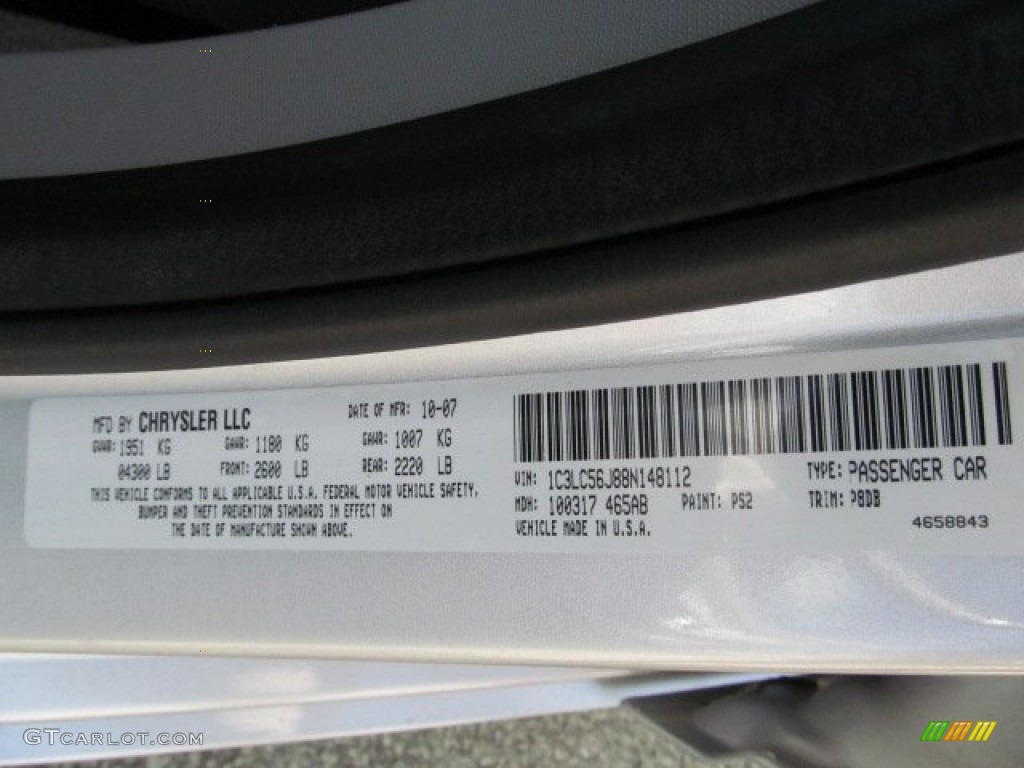 MFD BY CHRYSLER LLC DATE OF MFR: 10-07
GVWR: 1951 KG GAWR: 1180 KG GAWR: 1007 KG
04300 LB FRONT: 2600 LB REAR: 2220 LB
THIS VEHICLE CONFORMS TO ALL APPLICABLE U.S.A. FEDERAL MOTOR VEHICLE SAFETY,
BUMPER AND THEFT PREVENTION STANDARDS IN EFFECT ON
THE DATE OF MANUFACTURE SHOWN ABOVE.
VIN: 1C3LC56J88N148112 TYPE: PASSENGER CAR
MDH: 100317 465AB PAINT: PS2 TRIM: P8DB
VEHICLE MADE IN U.S.A. 4658843
GTCARLOT.COM